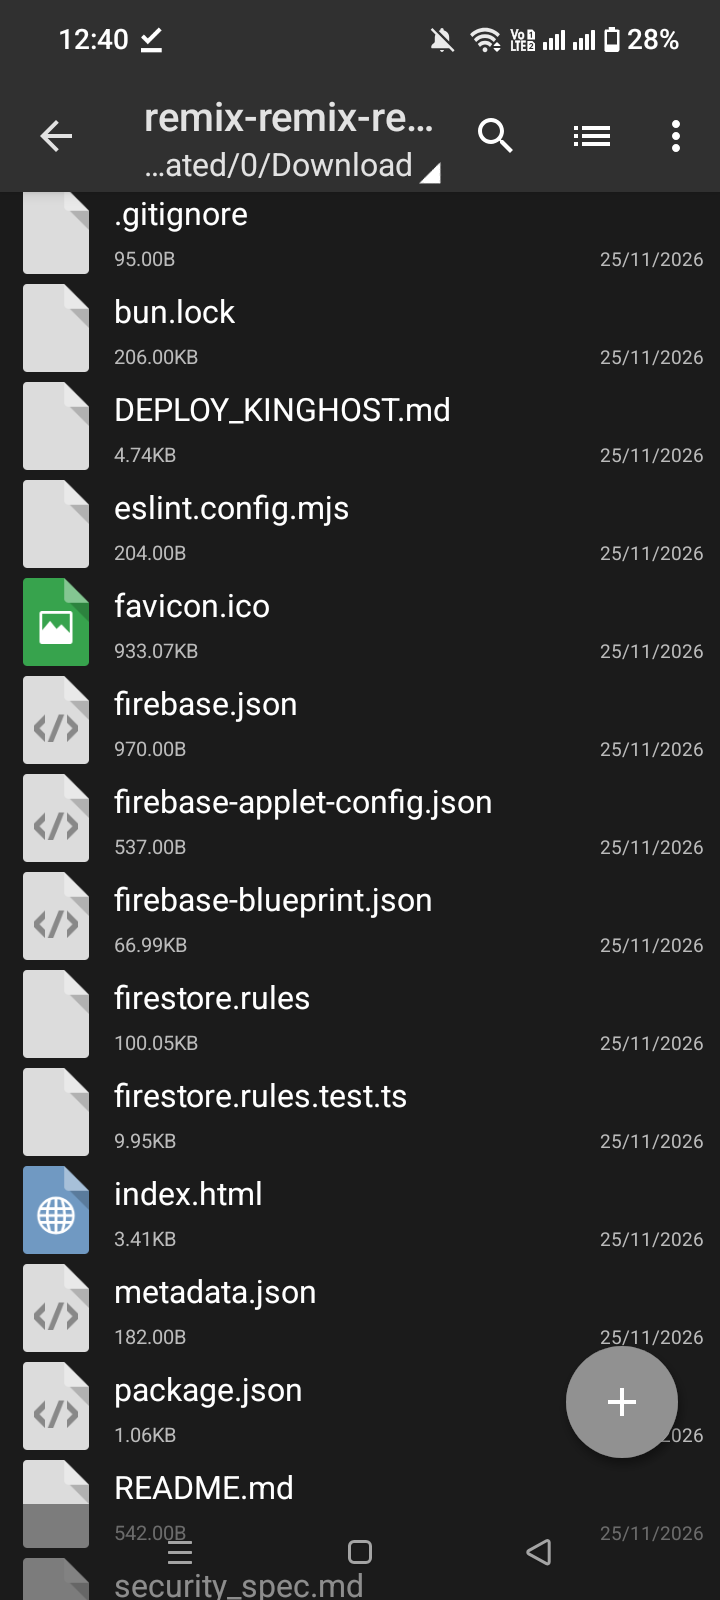 12:40
Vo 1
LTE 2
28%
remix-remix-re...
...ated/0/Download
.gitignore
95.00B 25/11/2026
bun.lock
206.00KB 25/11/2026
DEPLOY_KINGHOST.md
4.74KB 25/11/2026
eslint.config.mjs
204.00B 25/11/2026
favicon.ico
933.07KB 25/11/2026
firebase.json
970.00B 25/11/2026
firebase-applet-config.json
537.00B 25/11/2026
firebase-blueprint.json
66.99KB 25/11/2026
firestore.rules
100.05KB 25/11/2026
firestore.rules.test.ts
9.95KB 25/11/2026
index.html
3.41KB 25/11/2026
metadata.json
182.00B 25/11/2026
package.json
1.06KB 2026
README.md
542.00B 25/11/2026
security_spec.md